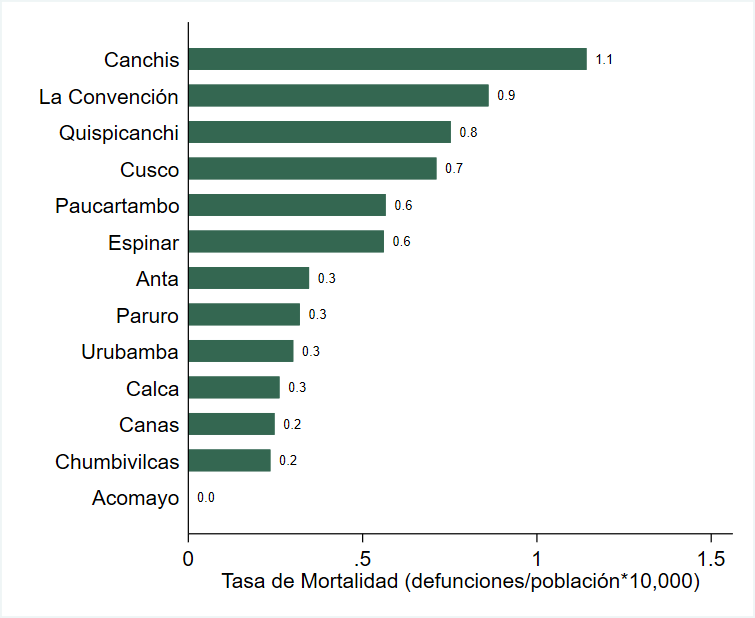 Canchis 1.1
La Convención 0.9
Quispicanchi 0.8
Cusco 0.7
Paucartambo 0.6
Espinar 0.6
Anta 0.3
Paruro 0.3
Urubamba 0.3
Calca 0.3
Canas 0.2
Chumbivilcas 0.2
Acomayo 0.0
0 .5 1 1.5
Tasa de Mortalidad (defunciones/población*10,000)